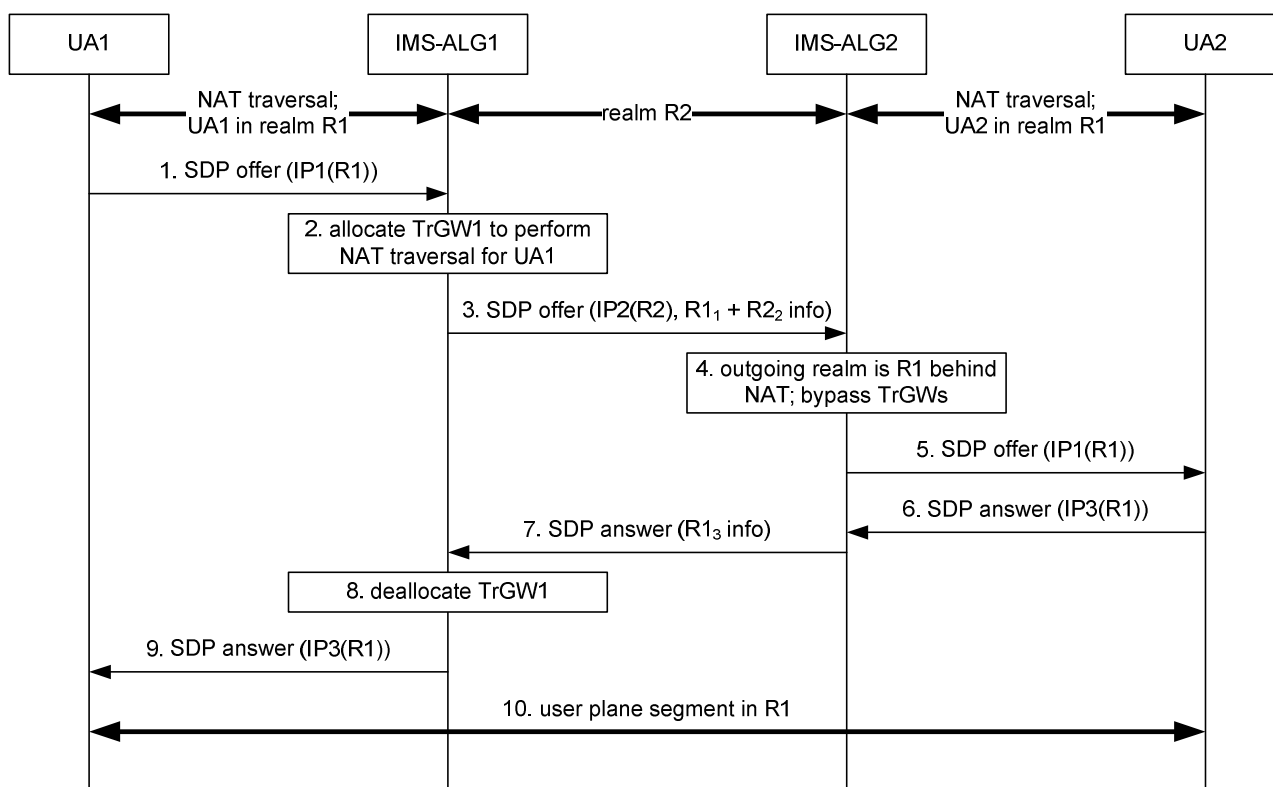 UA1
IMS-ALG1
IMS-ALG2
UA2
NAT traversal;
UA1 in realm R1
realm R2
NAT traversal;
UA2 in realm R1
1. SDP offer (IP1(R1))
2. allocate TrGW1 to perform
NAT traversal for UA1
3. SDP offer (IP2(R2), R1₁ + R2₂ info)
4. outgoing realm is R1 behind
NAT; bypass TrGWs
5. SDP offer (IP1(R1))
6. SDP answer (IP3(R1))
7. SDP answer (R1₃ info)
8. deallocate TrGW1
9. SDP answer (IP3(R1))
10. user plane segment in R1